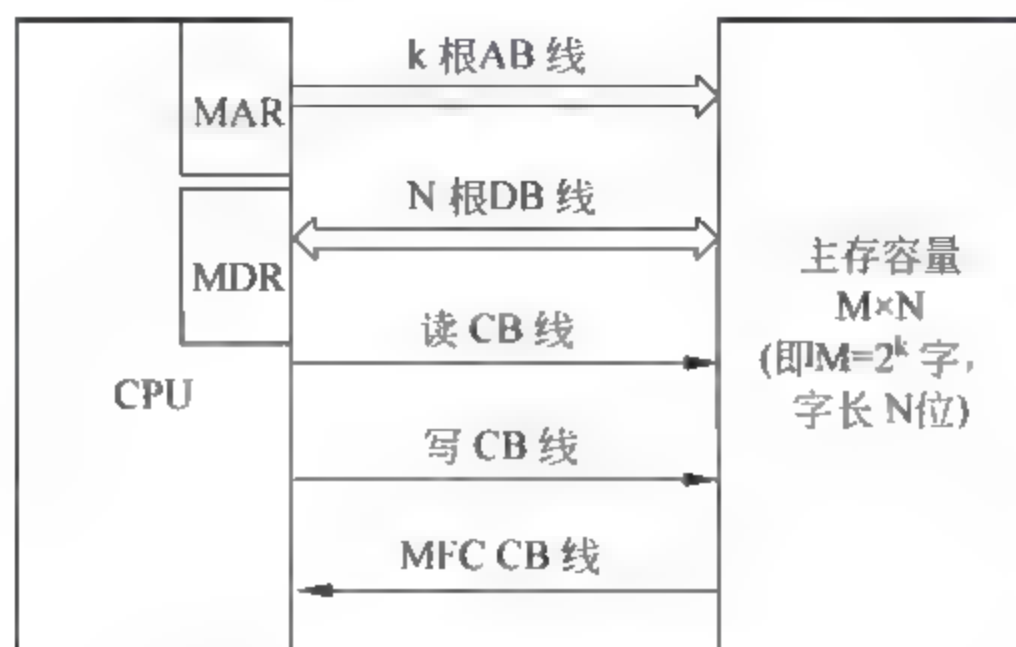 k 根AB 线
MAR
N 根DB 线
MDR
读 CB 线
CPU
写 CB 线
MFC CB 线
主存容量
M×N
(即M=2^k 字,
字长 N位)